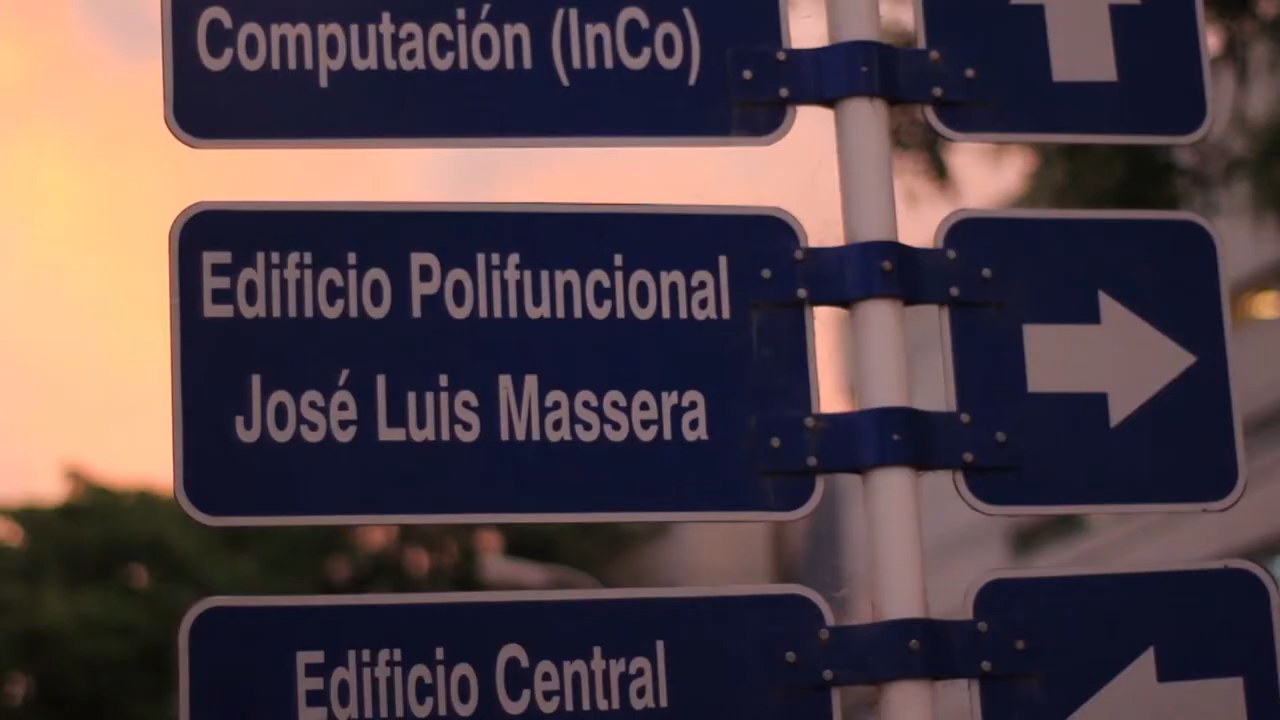 Computación (InCo)
Edificio Polifuncional
José Luis Massera
Edificio Central